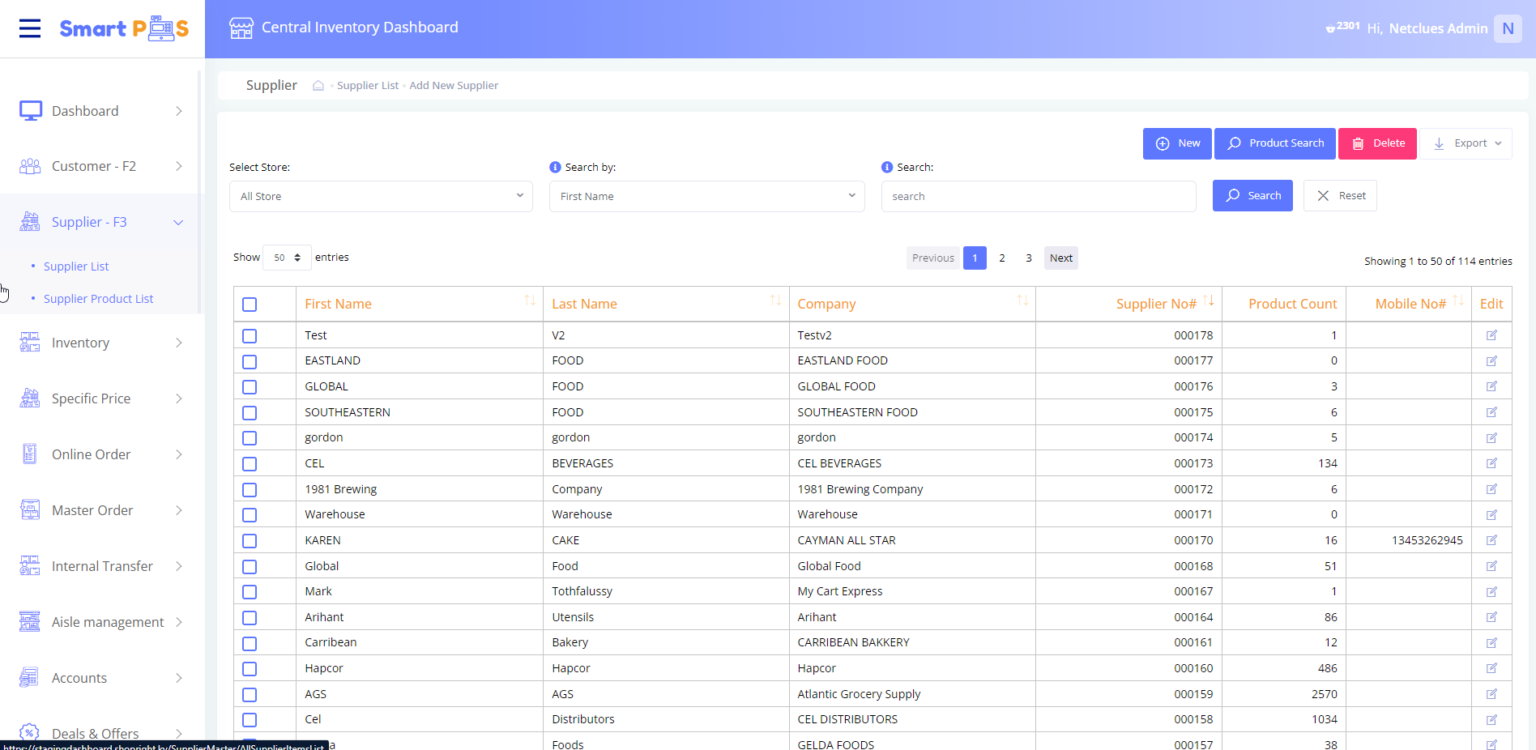 Smart POS
Central Inventory Dashboard
2301 Hi, Netclues Admin N
Dashboard
Customer - F2
Supplier - F3
Supplier List
Supplier Product List
Inventory
Specific Price
Online Order
Master Order
Internal Transfer
Aisle management
Accounts
Deals & Offers
Supplier Supplier List Add New Supplier
New Product Search Delete Export
Select Store: Search by: Search:
All Store First Name search Search Reset
Show 50 entries Previous 1 2 3 Next Showing 1 to 50 of 114 entries
First Name Last Name Company Supplier No# Product Count Mobile No# Edit
Test V2 Testv2 000178 1
EASTLAND FOOD EASTLAND FOOD 000177 0
GLOBAL FOOD GLOBAL FOOD 000176 3
SOUTHEASTERN FOOD SOUTHEASTERN FOOD 000175 6
gordon gordon gordon 000174 5
CEL BEVERAGES CEL BEVERAGES 000173 134
1981 Brewing Company 1981 Brewing Company 000172 6
Warehouse Warehouse Warehouse 000171 0
KAREN CAKE CAYMAN ALL STAR 000170 16 13453262945
Global Food Global Food 000168 51
Mark Tothfalussy My Cart Express 000167 1
Arihant Utensils Arihant 000164 86
Carribean Bakery CARRIBEAN BAKKERY 000161 12
Hapcor Hapcor Hapcor 000160 486
AGS AGS Atlantic Grocery Supply 000159 2570
Cel Distributors CEL DISTRIBUTORS 000158 1034
Foods GELDA FOODS 000157 38